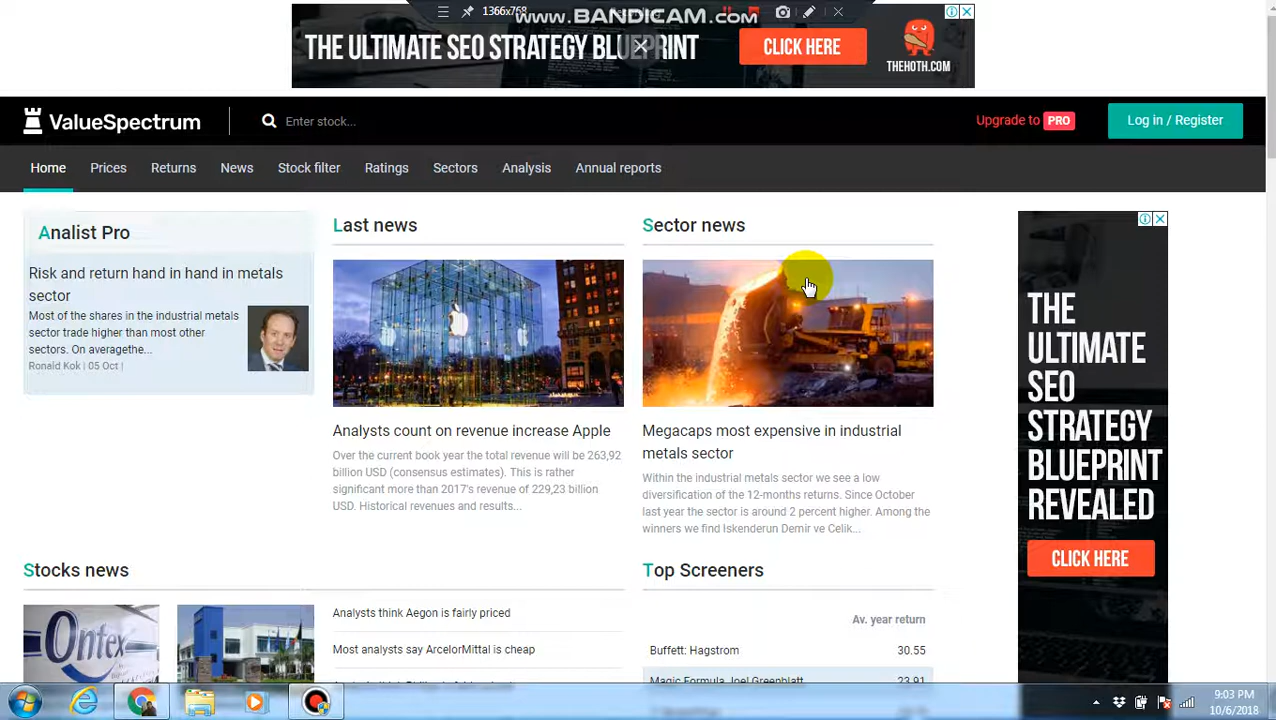 1366x768
www.BANDICAM.com
THE ULTIMATE SEO STRATEGY BLUEPRINT
CLICK HERE
THEHOTH.COM
ValueSpectrum
Enter stock...
Upgrade to PRO
Log in / Register
Home
Prices
Returns
News
Stock filter
Ratings
Sectors
Analysis
Annual reports
Analist Pro
Risk and return hand in hand in metals
sector
Most of the shares in the industrial metals
sector trade higher than most other
sectors. On averagethe...
Ronald Kok | 05 Oct |
Last news
Analysts count on revenue increase Apple
Over the current book year the total revenue will be 263,92
billion USD (consensus estimates). This is rather
significant more than 2017's revenue of 229,23 billion
USD. Historical revenues and results...
Sector news
Megacaps most expensive in industrial
metals sector
Within the industrial metals sector we see a low
diversification of the 12-months returns. Since October
last year the sector is around 2 percent higher. Among the
winners we find Iskenderun Demir ve Celik...
THE
ULTIMATE
SEO
STRATEGY
BLUEPRINT
REVEALED
CLICK HERE
Stocks news
Ontex
Analysts think Aegon is fairly priced
Most analysts say ArcelorMittal is cheap
Top Screeners
Av. year return
Buffett: Hagstrom 30.55
Magic Formula Joel Greenblatt 23.91
9:03 PM
10/6/2018